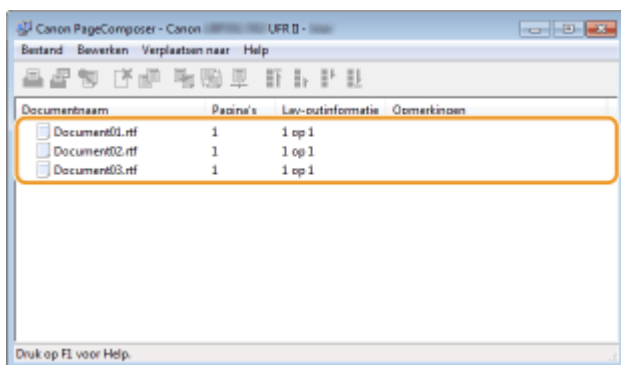 Canon PageComposer - Canon UFR II -
Bestand Bewerken Verplaatsen naar Help
Documentnaam Pagina's Lay-outinformatie Opmerkingen
Document01.rtf 1 1 op 1
Document02.rtf 1 1 op 1
Document03.rtf 1 1 op 1
Druk op F1 voor Help.